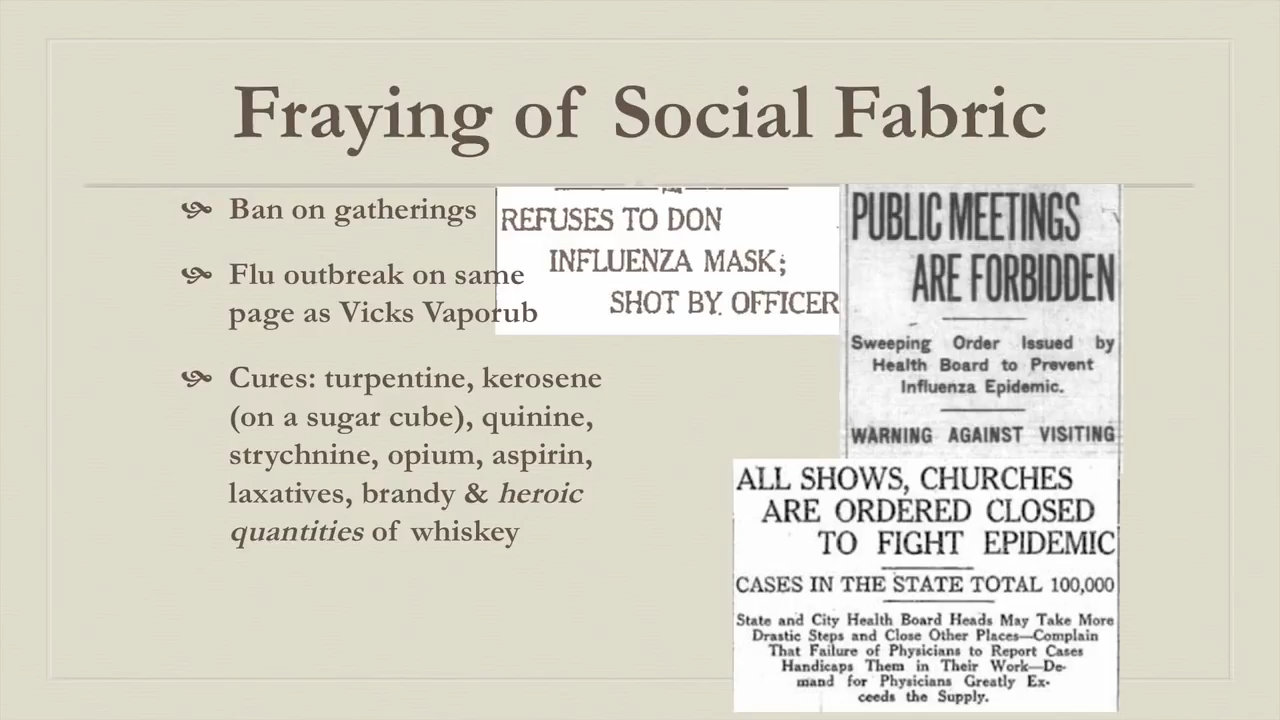 Fraying of Social Fabric
Ban on gatherings
Flu outbreak on same
page as Vicks Vaporub
Cures: turpentine, kerosene
(on a sugar cube), quinine,
strychnine, opium, aspirin,
laxatives, brandy & heroic
quantities of whiskey
REFUSES TO DON
INFLUENZA MASK;
SHOT BY OFFICER
PUBLIC MEETINGS
ARE FORBIDDEN
Sweeping Order Issued by
Health Board to Prevent
Influenza Epidemic.
WARNING AGAINST VISITING
ALL SHOWS, CHURCHES
ARE ORDERED CLOSED
TO FIGHT EPIDEMIC
CASES IN THE STATE TOTAL 100,000
State and City Health Board Heads May Take More
Drastic Steps and Close Other Places—Complain
That Failure of Physicians to Report Cases
Handicaps Them in Their Work—De-
mand for Physicians Greatly Ex-
ceeds the Supply.